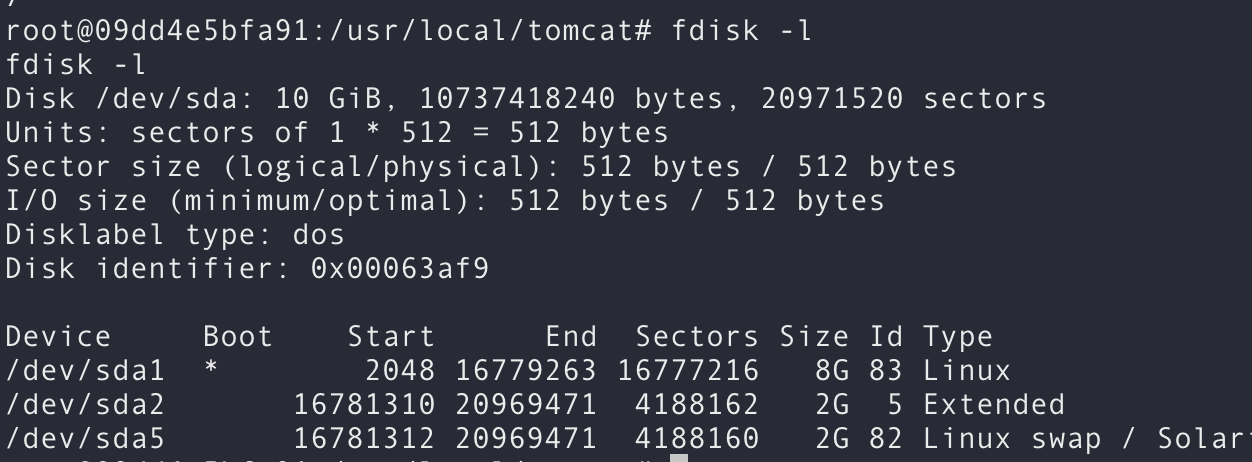 root@09dd4e5bfa91:/usr/local/tomcat# fdisk -l
fdisk -l
Disk /dev/sda: 10 GiB, 10737418240 bytes, 20971520 sectors
Units: sectors of 1 * 512 = 512 bytes
Sector size (logical/physical): 512 bytes / 512 bytes
I/O size (minimum/optimal): 512 bytes / 512 bytes
Disklabel type: dos
Disk identifier: 0x00063af9
Device Boot Start End Sectors Size Id Type
/dev/sda1 * 2048 16779263 16777216 8G 83 Linux
/dev/sda2 16781310 20969471 4188162 2G 5 Extended
/dev/sda5 16781312 20969471 4188160 2G 82 Linux swap / Solar